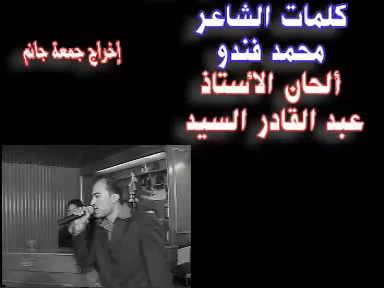 كلمات الشاعر
محمد فندو
إخراج جمعة جانم
ألحان الأستاذ
عبد القادر السيد